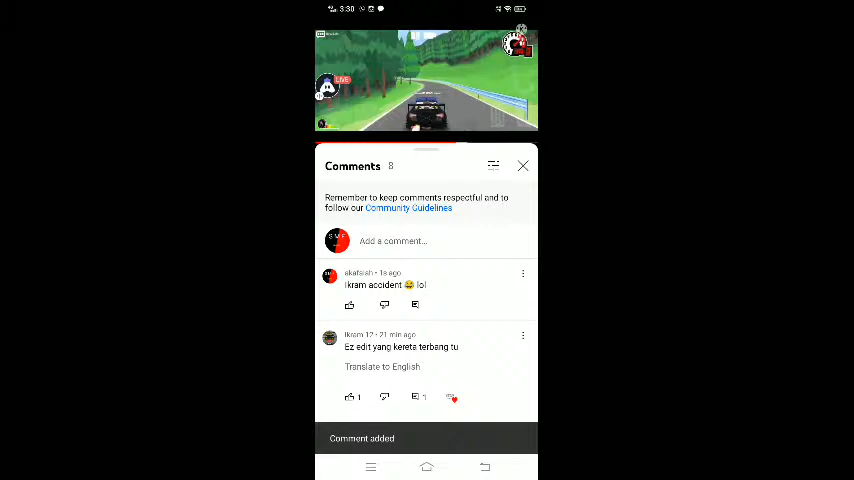 3:30
LIVE
Comments 8
Remember to keep comments respectful and to
follow our Community Guidelines
SMF
Add a comment...
akafaiah • 1s ago
Ikram accident 😂 lol
Ikram 12 • 21 min ago
Ez edit yang kereta terbang tu
Translate to English
1
1
Comment added